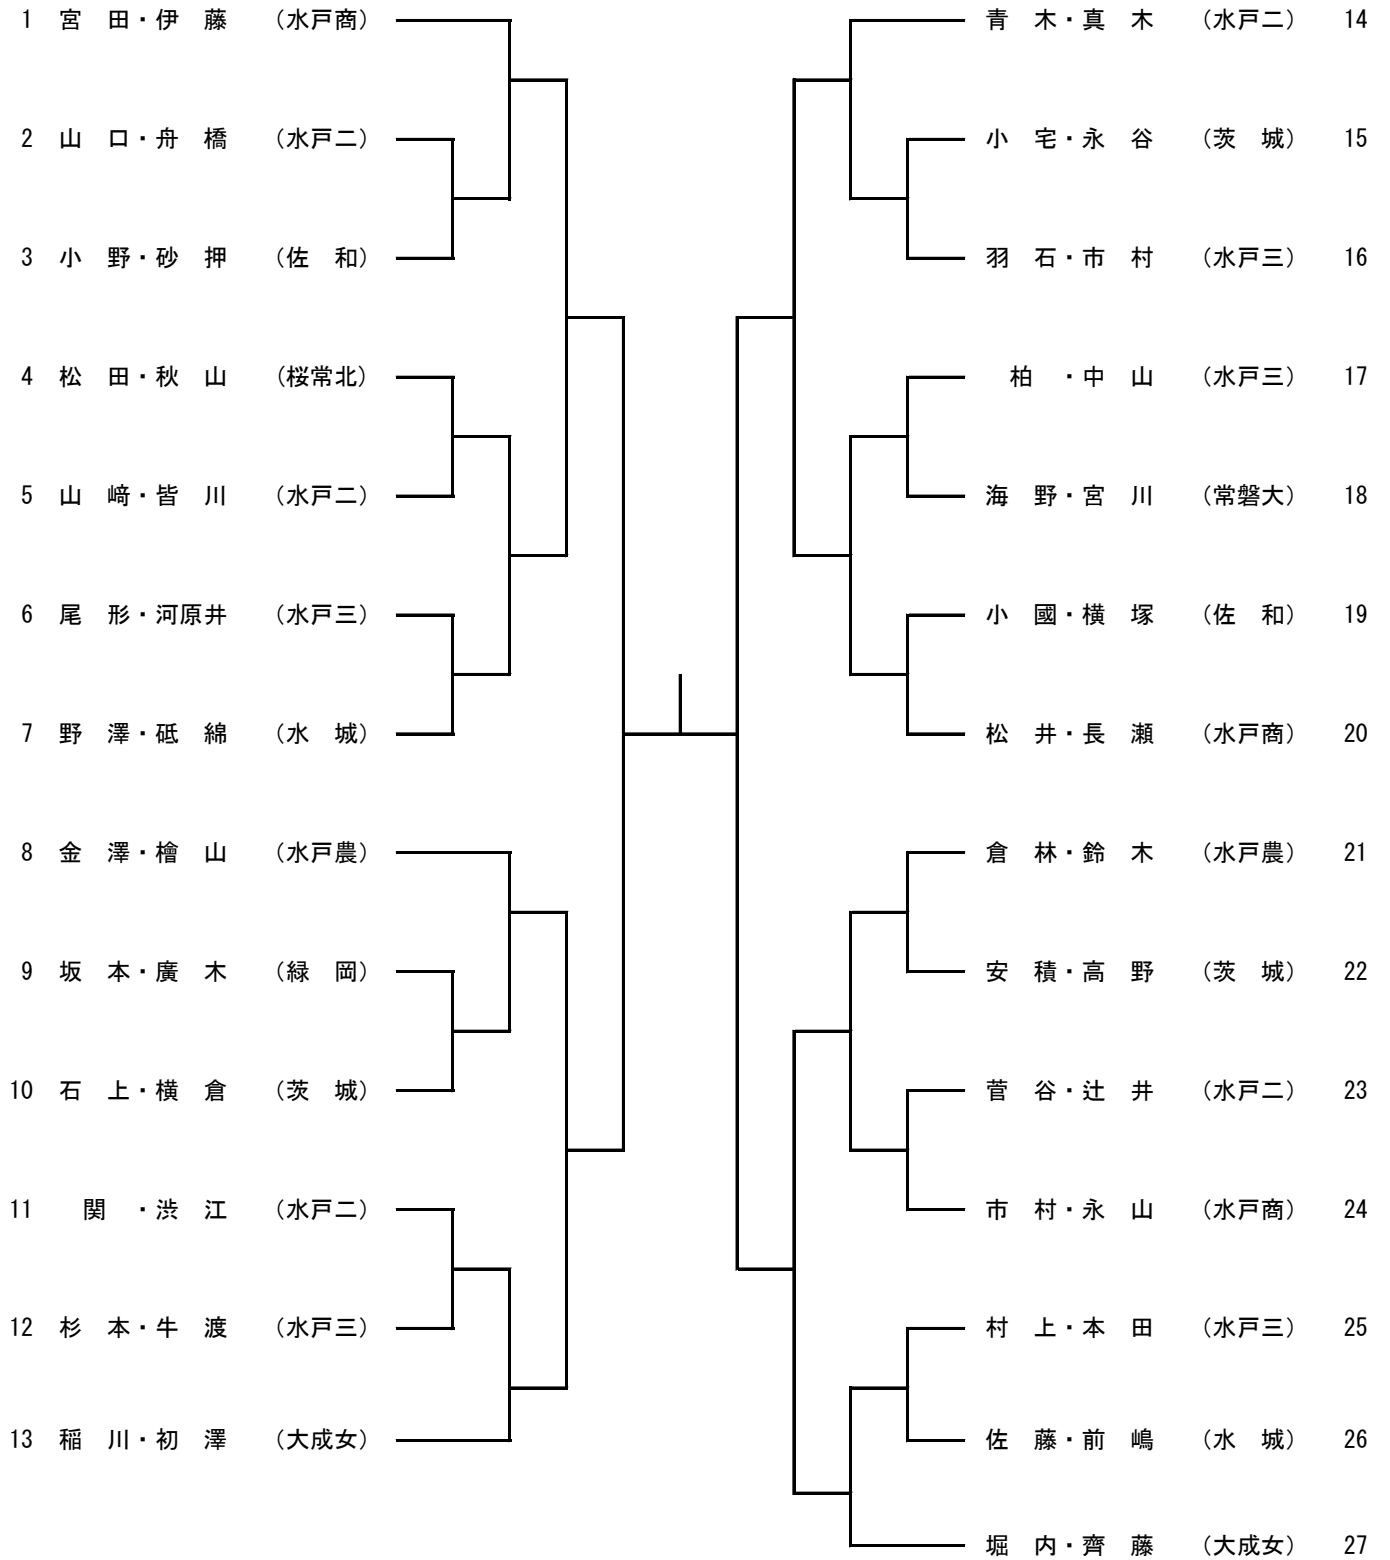 1 宮 田・伊 藤 （水戸商）
2 山 口・舟 橋 （水戸二）
3 小 野・砂 押 （佐 和）
4 松 田・秋 山 （桜常北）
5 山 﨑・皆 川 （水戸二）
6 尾 形・河原井 （水戸三）
7 野 澤・砥 綿 （水 城）
8 金 澤・檜 山 （水戸農）
9 坂 本・廣 木 （緑 岡）
10 石 上・横 倉 （茨 城）
11 関 ・渋 江 （水戸二）
12 杉 本・牛 渡 （水戸三）
13 稲 川・初 澤 （大成女）
青 木・真 木 （水戸二） 14
小 宅・永 谷 （茨 城） 15
羽 石・市 村 （水戸三） 16
柏 ・中 山 （水戸三） 17
海 野・宮 川 （常磐大） 18
小 國・横 塚 （佐 和） 19
松 井・長 瀬 （水戸商） 20
倉 林・鈴 木 （水戸農） 21
安 積・高 野 （茨 城） 22
菅 谷・辻 井 （水戸二） 23
市 村・永 山 （水戸商） 24
村 上・本 田 （水戸三） 25
佐 藤・前 嶋 （水 城） 26
堀 内・齊 藤 （大成女） 27